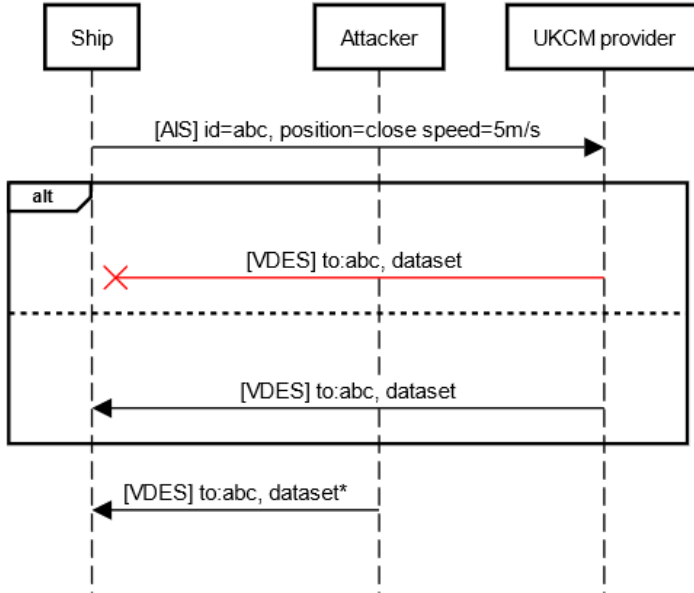 Ship
Attacker
UKCM provider
[AIS] id=abc, position=close speed=5m/s
alt
[VDES] to:abc, dataset
[VDES] to:abc, dataset
[VDES] to:abc, dataset*